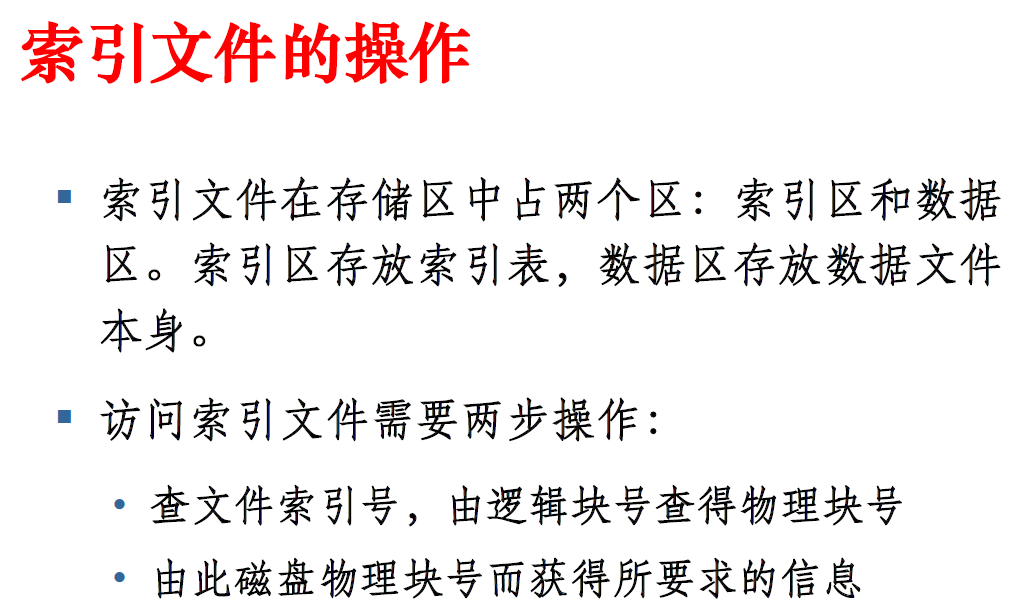 索引文件的操作
索引文件在存储区中占两个区：索引区和数据
区。索引区存放索引表，数据区存放数据文件
本身。
访问索引文件需要两步操作：
查文件索引号，由逻辑块号查得物理块号
由此磁盘物理块号而获得所要求的信息